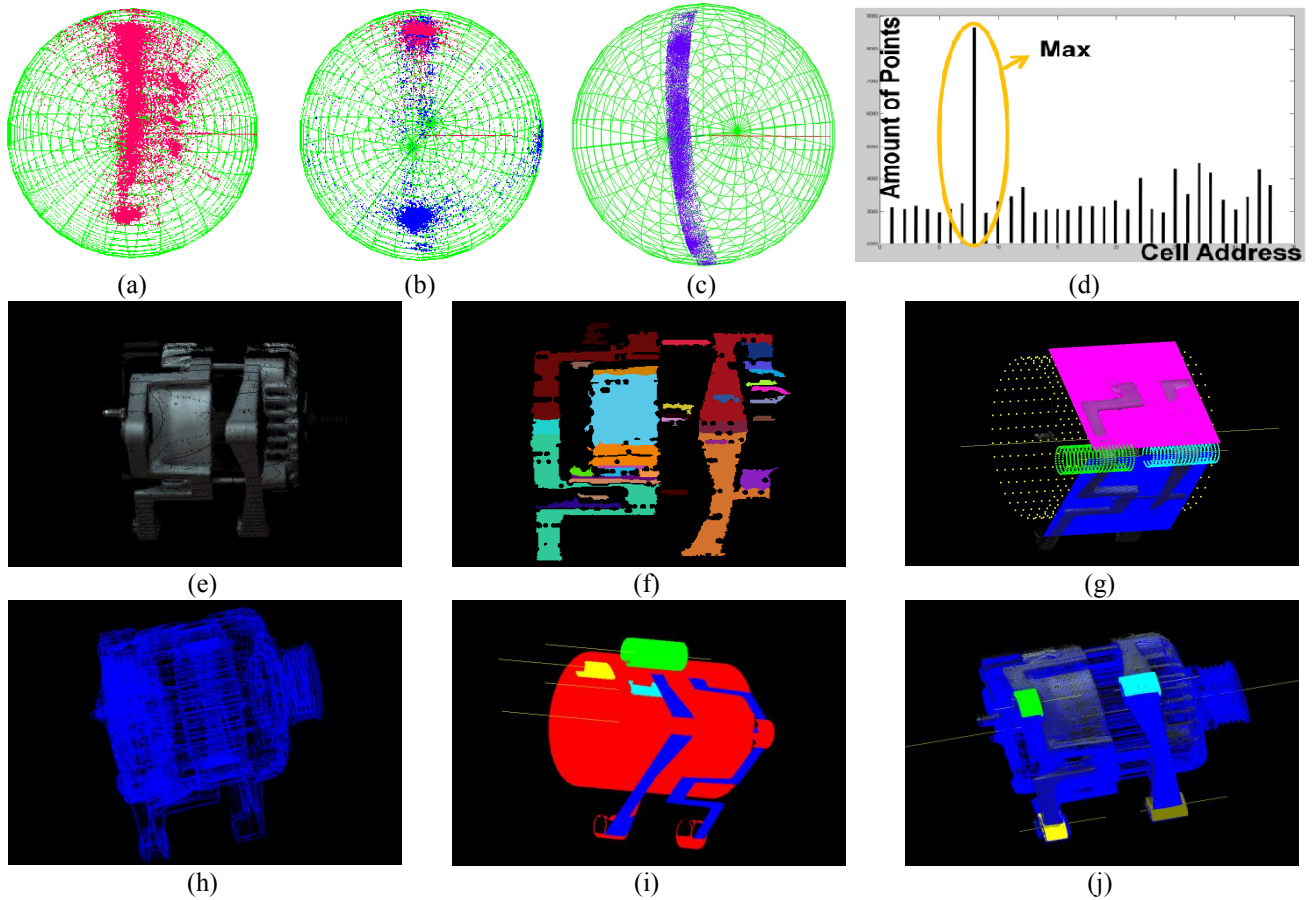 Amount of Points
Max
Cell Address
(a)
(b)
(c)
(d)
(e)
(f)
(g)
(h)
(i)
(j)